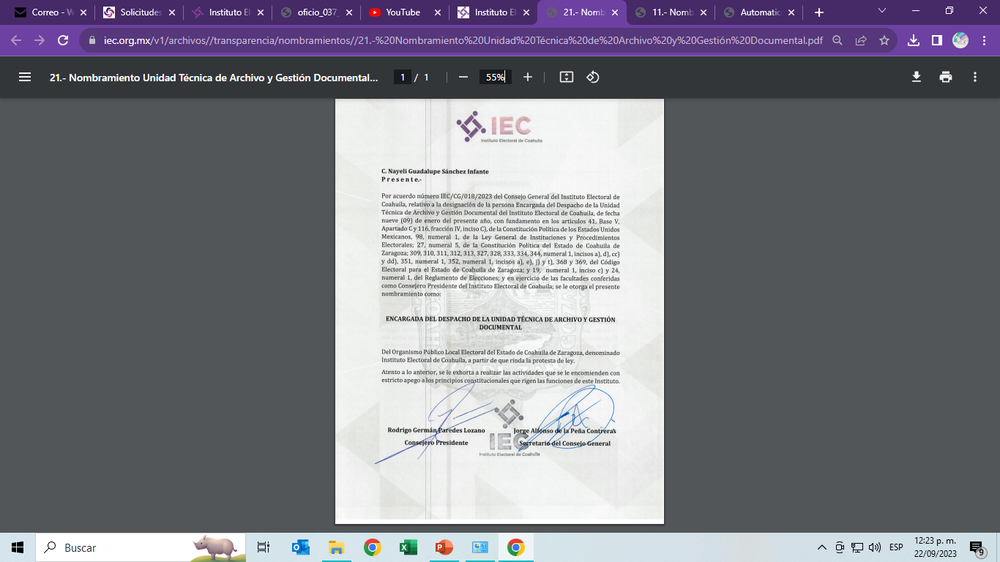 Correo - W
Solicitudes
Instituto El
oficio_037_
YouTube
Instituto El
21.- Nomb
11.- Nomb
Automatic
iec.org.mx/v1/archivos//transparencia/nombramientos//21.-%20Nombramiento%20Unidad%20Técnica%20de%20Archivo%20y%20Gestión%20Documental.pdf
21.- Nombramiento Unidad Técnica de Archivo y Gestión Documental...
1 / 1
55%
IEC
Instituto Electoral de Coahuila
C. Nayeli Guadalupe Sánchez Infante
P r e s e n t e.-
Por acuerdo número IEC/CG/018/2023 del Consejo General del Instituto Electoral de
Coahuila, relativo a la designación de la persona Encargada del Despacho de la Unidad
Técnica de Archivo y Gestión Documental del Instituto Electoral de Coahuila, de fecha
nueve (09) de enero del presente año, con fundamento en los artículos 41, Base V,
Apartado C y 116, fracción IV, inciso C), de la Constitución Política de los Estados Unidos
Mexicanos, 98, numeral 1, de la Ley General de Instituciones y Procedimientos
Electorales; 27, numeral 5, de la Constitución Política del Estado de Coahuila de
Zaragoza; 309, 310, 311, 312, 313, 327, 328, 333, 334, 344, numeral 1, incisos a), d), cc)
y dd), 351, numeral 1, 352, numeral 1, incisos a), e), j) y t), 368 y 369, del Código
Electoral para el Estado de Coahuila de Zaragoza; y 19, numeral 1, inciso c) y 24,
numeral 1, del Reglamento de Elecciones; y en ejercicio de las facultades conferidas
como Consejero Presidente del Instituto Electoral de Coahuila; se le otorga el presente
nombramiento como:
ENCARGADA DEL DESPACHO DE LA UNIDAD TÉCNICA DE ARCHIVO Y GESTIÓN
DOCUMENTAL
Del Organismo Público Local Electoral del Estado de Coahuila de Zaragoza, denominado
Instituto Electoral de Coahuila, a partir de que rinda la protesta de ley.
Atento a lo anterior, se le exhorta a realizar las actividades que se le encomienden con
estricto apego a los principios constitucionales que rigen las funciones de este Instituto.
Rodrigo Germán Paredes Lozano
Consejero Presidente
Jorge Alfonso de la Peña Contreras
Secretario del Consejo General
IEC
Instituto Electoral de Coahuila
Buscar
ESP
12:23 p. m.
22/09/2023
9